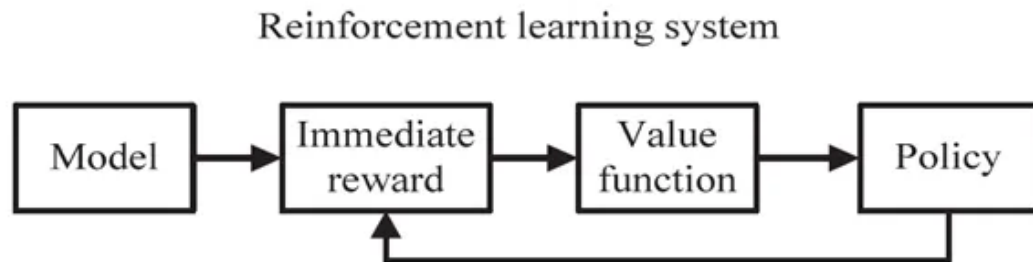 Reinforcement learning system
Model
Immediate
reward
Value
function
Policy